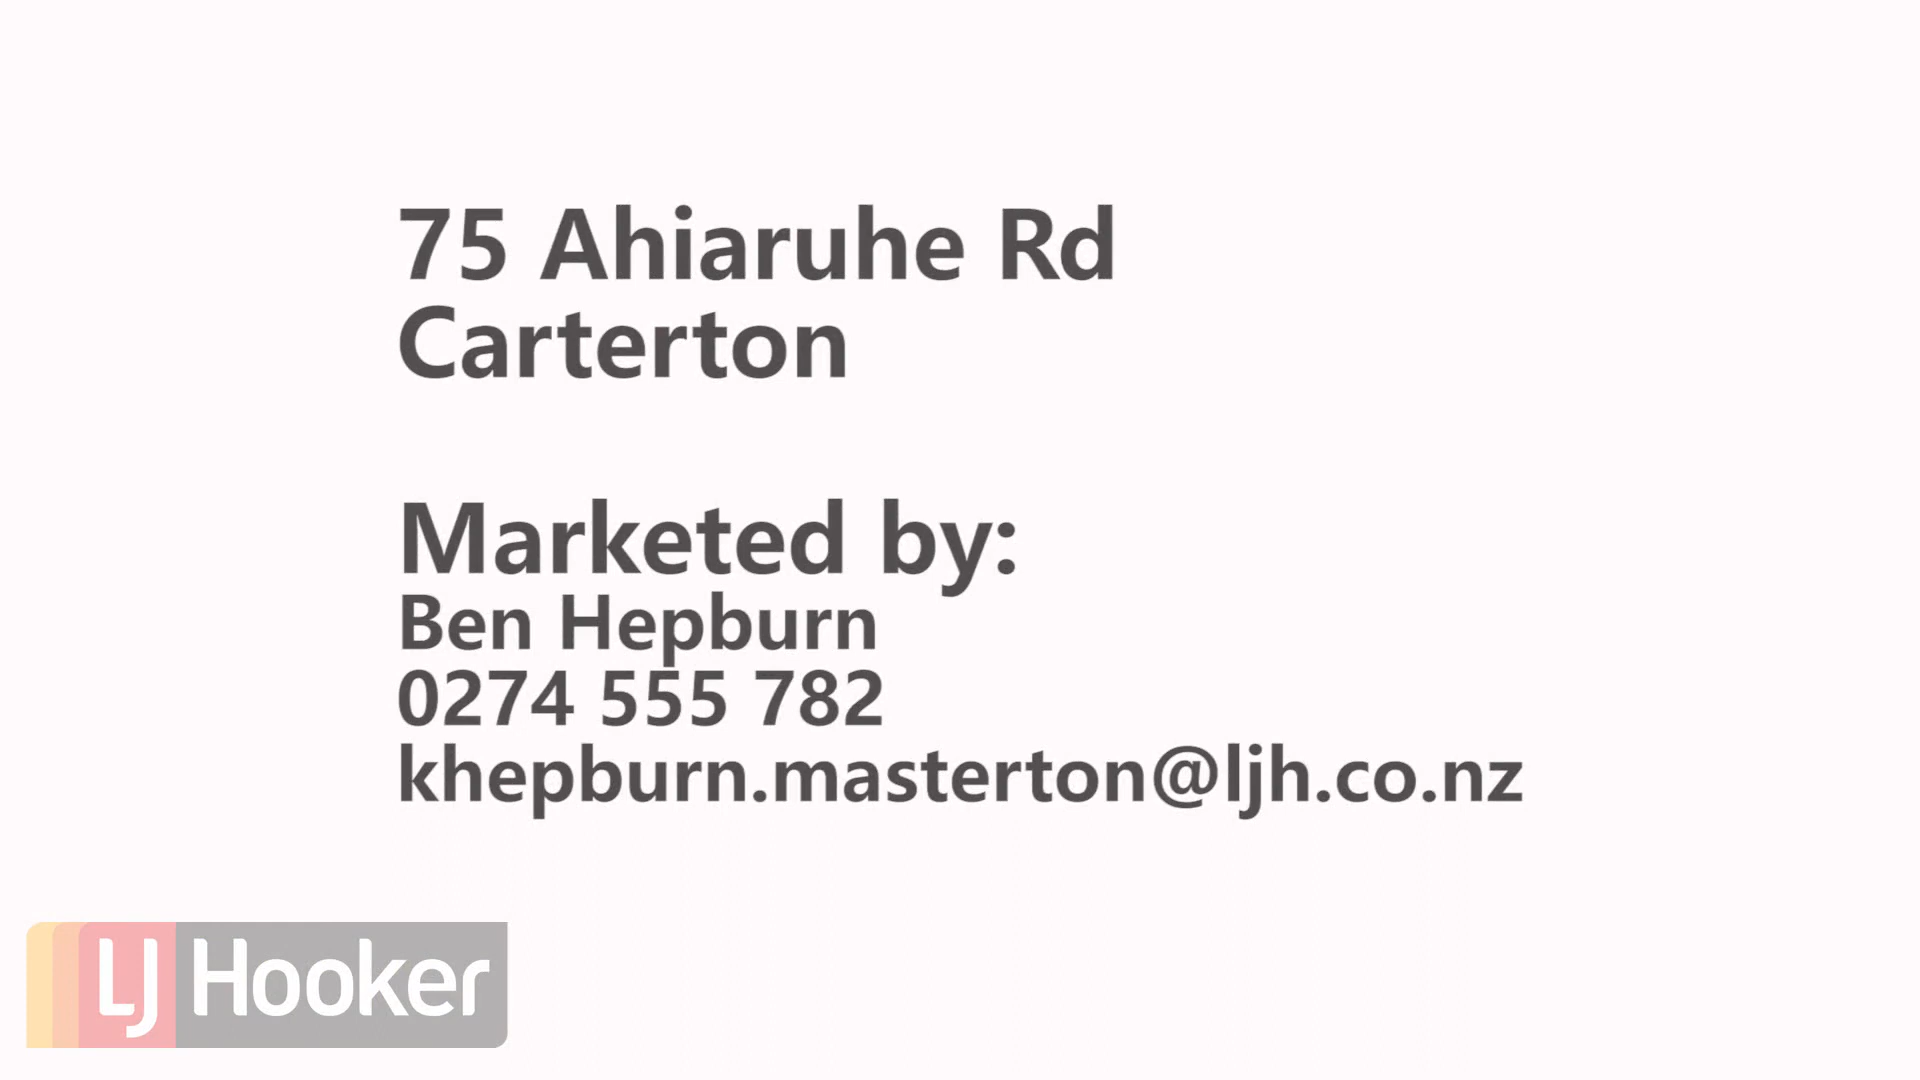 75 Ahiaruhe Rd
Carterton
Marketed by:
Ben Hepburn
0274 555 782
khepburn.masterton@ljh.co.nz
LJ Hooker